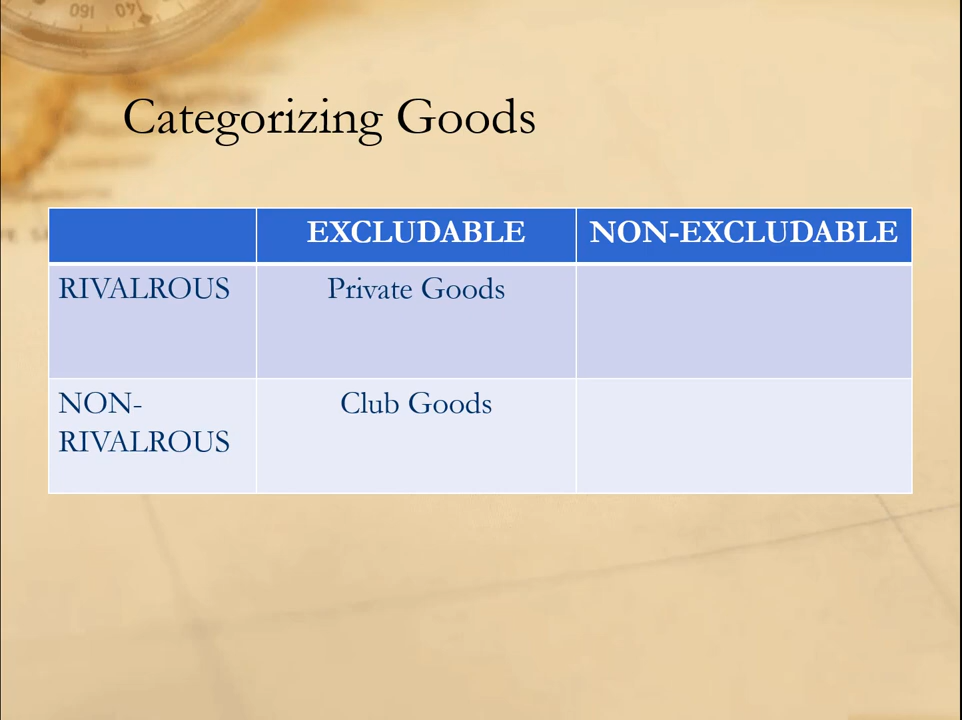 Categorizing Goods
EXCLUDABLE
NON-EXCLUDABLE
RIVALROUS
Private Goods
NON-
RIVALROUS
Club Goods